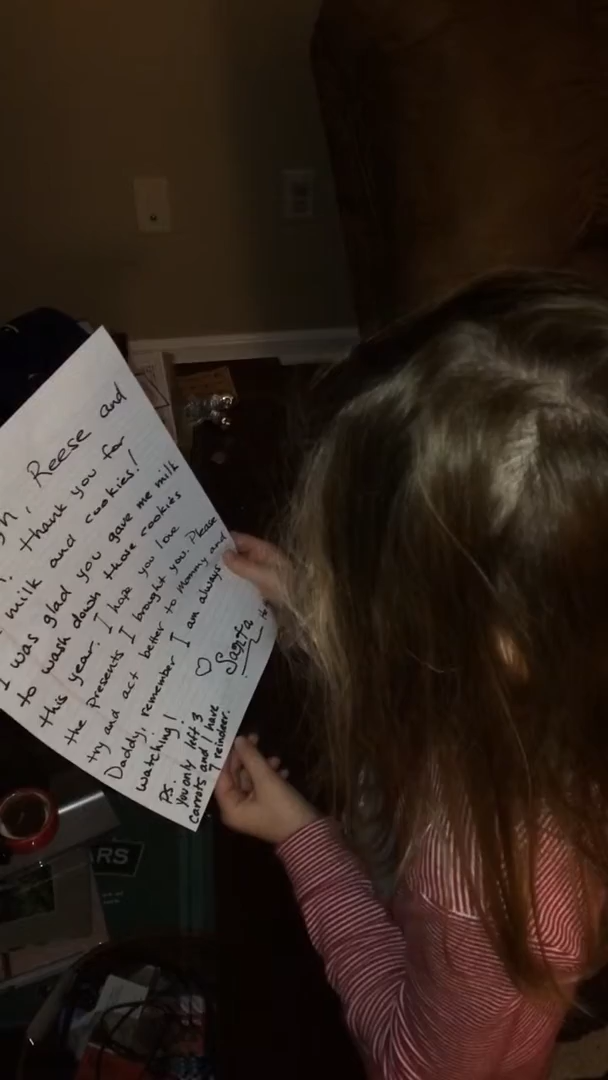 Reese and
thank you for
milk and cookies!
I was glad you gave me milk
to wash down those cookies
this year. I hope you love
the presents I brought you. Please
try and act better to Mommy and
Daddy, remember I am always
watching!
♡ Santa
P.S.
You only left 3
carrots and I have
7 reindeer.
ARS